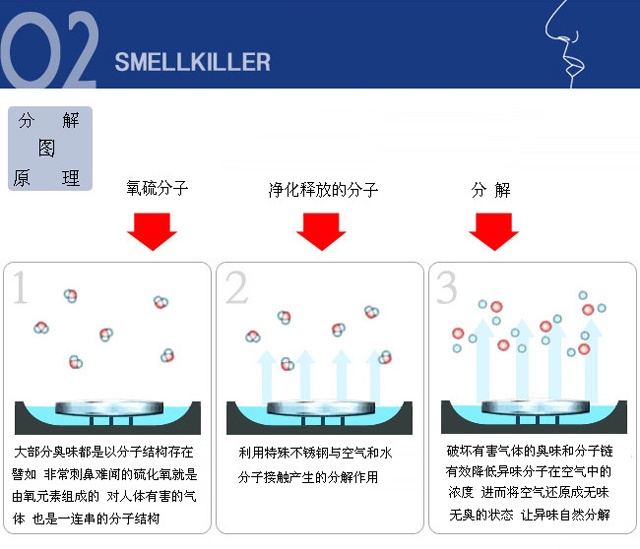 02 SMELLKILLER
分 解
图
原 理
氧硫分子
净化释放的分子
分 解
1
2
3
大部分臭味都是以分子结构存在
譬如 非常刺鼻难闻的硫化氧就是
由氧元素组成的 对人体有害的气
体 也是一连串的分子结构
利用特殊不锈钢与空气和水
分子接触产生的分解作用
破坏有害气体的臭味和分子链
有效降低异味分子在空气中的
浓度 进而将空气还原成无味
无臭的状态 让异味自然分解